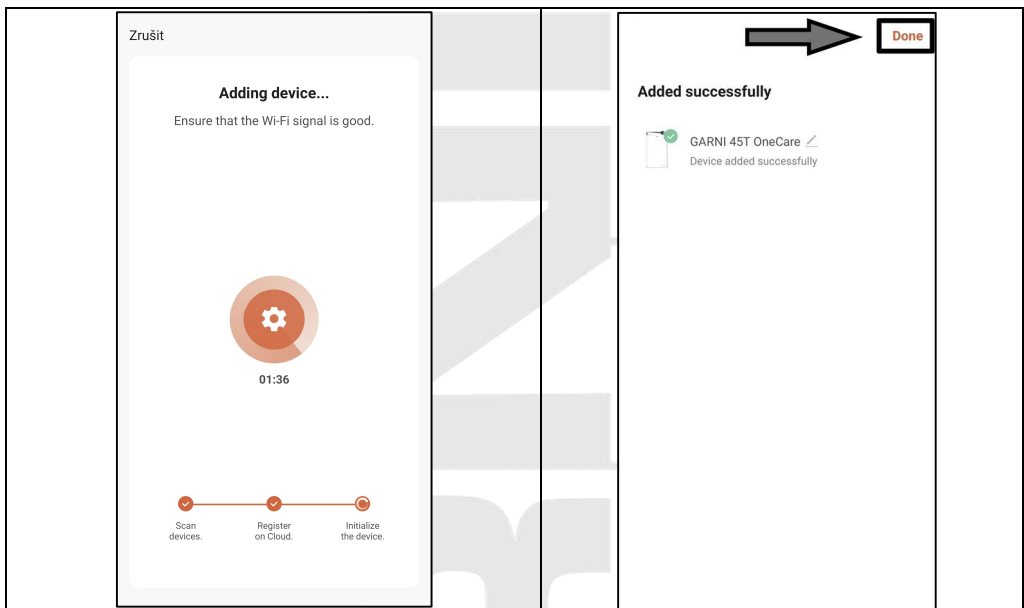 Zrušit
Adding device...
Ensure that the Wi-Fi signal is good.
01:36
Scan
devices.
Register
on Cloud.
Initialize
the device.
Done
Added successfully
GARNI 45T OneCare
Device added successfully